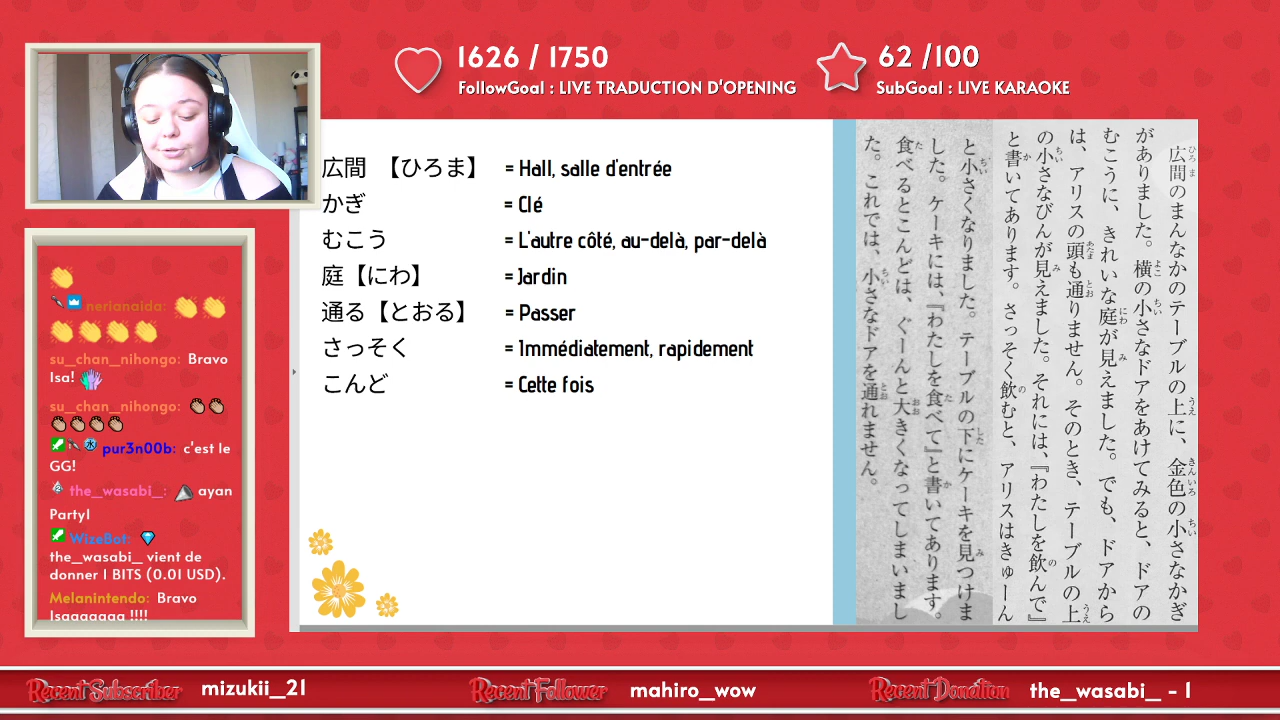 1626 / 1750
FollowGoal : LIVE TRADUCTION D'OPENING
62 /100
SubGoal : LIVE KARAOKE
広間 【ひろま】 = Hall, salle d'entrée
かぎ = Clé
むこう = L'autre côté, au-delà, par-delà
庭【にわ】 = Jardin
通る【とおる】 = Passer
さっそく = Immédiatement, rapidement
こんど = Cette fois
広間のまんなかのテーブルの上に、金色の小さなかぎ
がありました。横の小さなドアをあけてみると、ドアの
むこうに、きれいな庭が見えました。でも、ドアから
は、アリスの頭も通りません。そのとき、テーブルの上
の小さなびんが見えました。それには、『わたしを飲んで』
と書いてあります。さっそく飲むと、アリスはきゅーん
と小さくなりました。テーブルの下にケーキを見つけま
した。ケーキには、『わたしを食べて』と書いてあります。
食べるとこんどは、ぐーんと大きくなってしまいまし
た。これでは、小さなドアを通れません。
nerianaida:
su_chan_nihongo: Bravo
Isa!
su_chan_nihongo:
pur3n00b: c'est le
GG!
the_wasabi_: ayan
Party1
WizeBot:
the_wasabi_ vient de
donner 1 BITS (0.01 USD).
Melanintendo: Bravo
Isaaaaaaa !!!!
Recent Subscriber mizukii_21
Recent Follower mahiro_wow
Recent Donation the_wasabi_ - 1